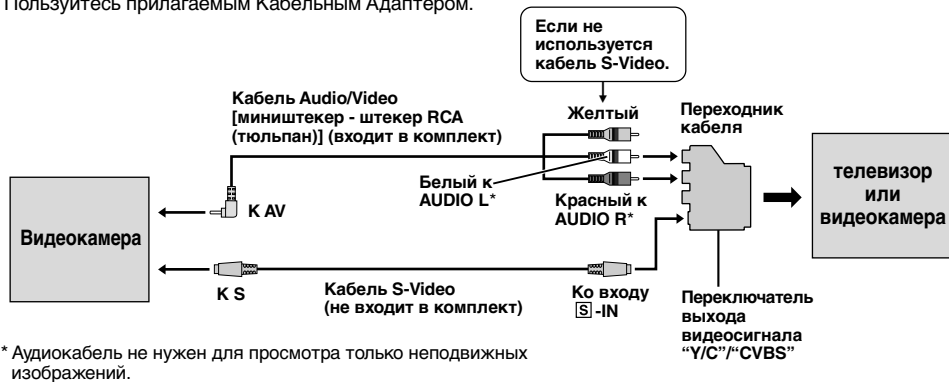 Пользуйтесь прилагаемым Кабельным Адаптером.
Если не
используется
кабель S-Video.
Кабель Audio/Video
[миништекер - штекер RCA
(тюльпан)] (входит в комплект)
Желтый
Переходник
кабеля
Белый к
AUDIO L*
Красный к
AUDIO R*
телевизор
или
видеокамера
Видеокамера
К AV
К S
Кабель S-Video
(не входит в комплект)
Ко входу
S -IN
Переключатель
выхода
видеосигнала
“Y/C”/“CVBS”
* Аудиокабель не нужен для просмотра только неподвижных
изображений.